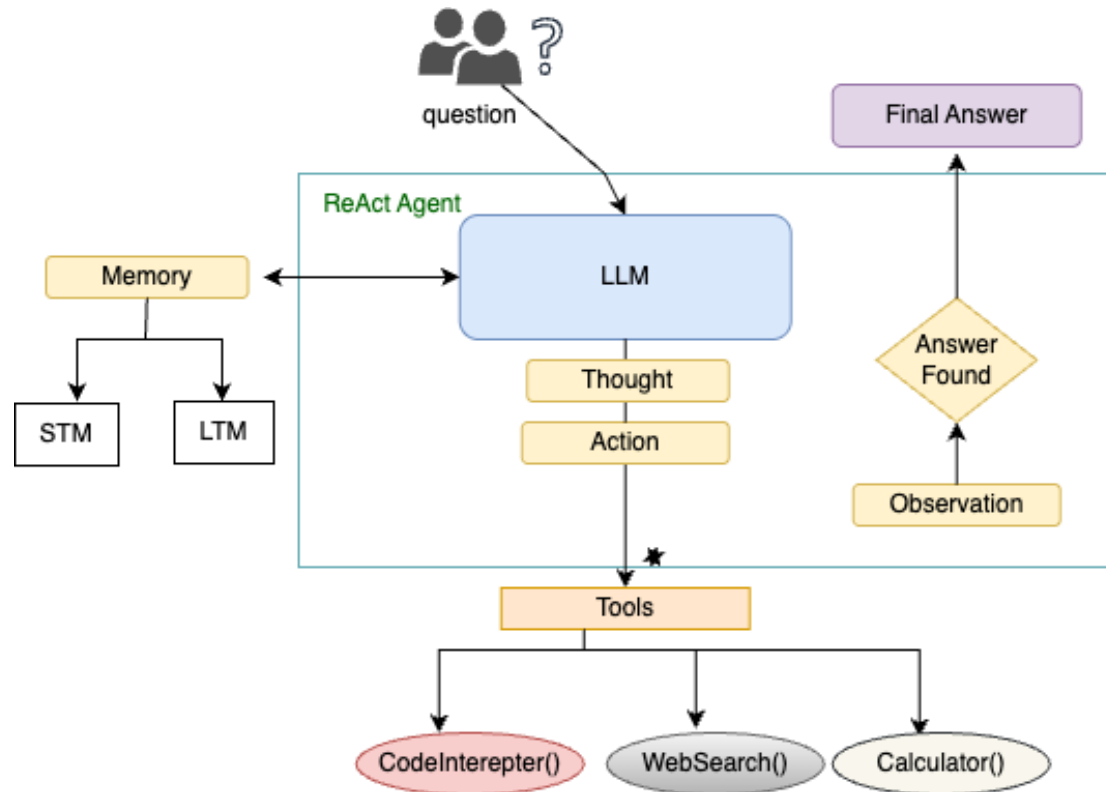 ?
question
Final Answer
ReAct Agent
LLM
Memory
Thought
Answer
Found
Action
STM
LTM
Observation
Tools
CodeInterepter()
WebSearch()
Calculator()